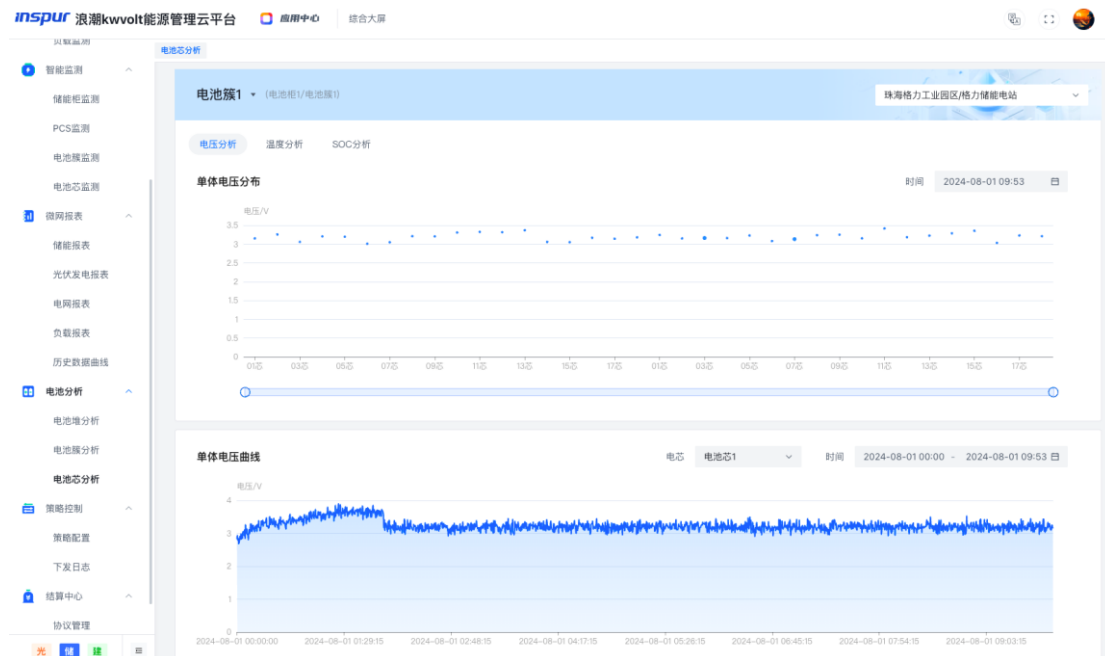 inspur 浪潮kwvolt能源管理云平台 应用中心 综合大屏
负载监测
智能监测
储能柜监测
PCS监测
电池簇监测
电池芯监测
微网报表
储能报表
光伏发电报表
电网报表
负载报表
历史数据曲线
电池分析
电池堆分析
电池簇分析
电池芯分析
策略控制
策略配置
下发日志
结算中心
协议管理
光 储 建
电池芯分析
电池簇1 (电池柜1/电池簇1) 珠海格力工业园区/格力储能电站
电压分析 温度分析 SOC分析
单体电压分布 时间 2024-08-01 09:53
电压/V
3.5
3
2.5
2
1.5
1
0.5
0
01芯 03芯 05芯 07芯 09芯 11芯 13芯 15芯 17芯 01芯 03芯 05芯 07芯 09芯 11芯 13芯 15芯 17芯
单体电压曲线 电芯 电池芯1 时间 2024-08-01 00:00 - 2024-08-01 09:53
电压/V
4
3
2
1
0
2024-08-01 00:00:00 2024-08-01 01:29:15 2024-08-01 02:48:15 2024-08-01 04:17:15 2024-08-01 05:26:15 2024-08-01 06:45:15 2024-08-01 07:54:15 2024-08-01 09:03:15